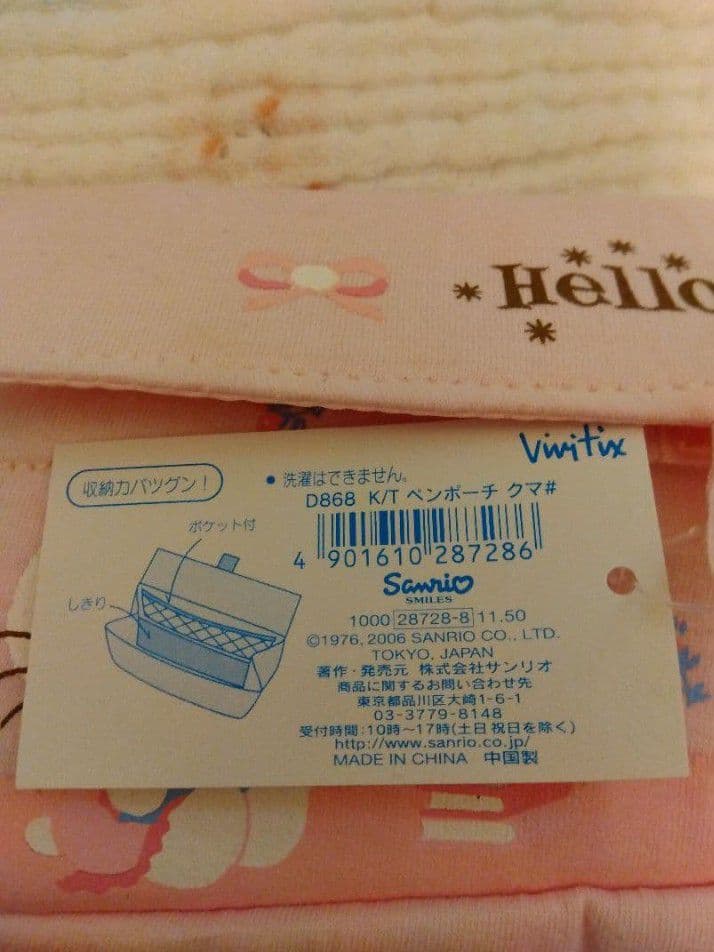 Hello
Vivitix
収納力バツグン!
• 洗濯はできません。
D868 K/T ペンポーチ クマ#
ポケット付
しきり
4 901610 287286
Sanrio
SMILES
1000 28728-8 11.50
©1976, 2006 SANRIO CO., LTD.
TOKYO, JAPAN
著作・発売元 株式会社サンリオ
商品に関するお問い合わせ先
東京都品川区大崎1-6-1
03-3779-8148
受付時間:10時~17時(土日祝日を除く)
http://www.sanrio.co.jp/
MADE IN CHINA 中国製